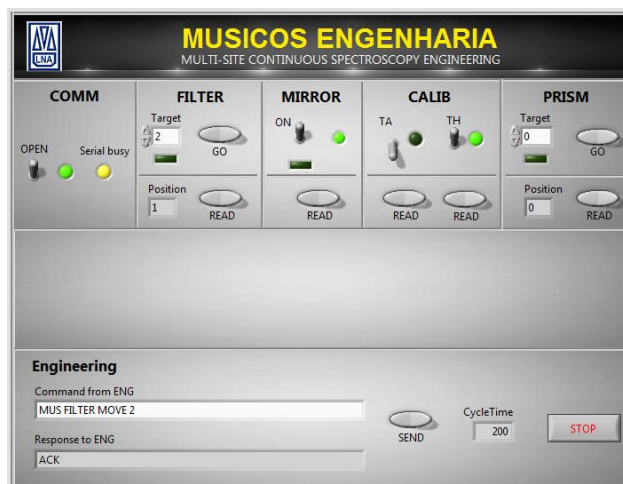 LNA
MUSICOS ENGENHARIA
MULTI-SITE CONTINUOUS SPECTROSCOPY ENGINEERING
COMM
OPEN
Serial busy
FILTER
Target
2
GO
Position
1
READ
MIRROR
ON
READ
CALIB
TA
TH
READ
READ
PRISM
Target
0
GO
Position
0
READ
Engineering
Command from ENG
MUS FILTER MOVE 2
Response to ENG
ACK
SEND
CycleTime
200
STOP